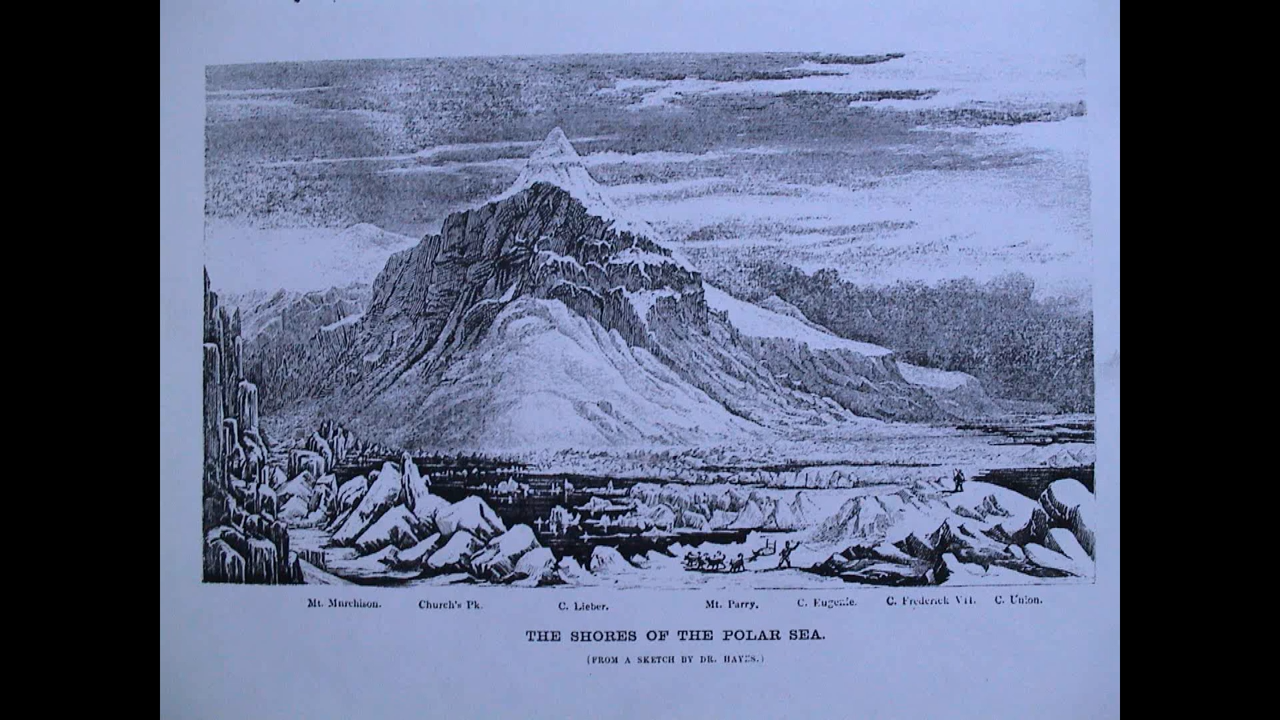 Mt. Murchison. Church's Pk. C. Lieber. Mt. Parry. C. Eugenie. C. Frederick VII. C. Union.
THE SHORES OF THE POLAR SEA.
(FROM A SKETCH BY DR. HAYES.)